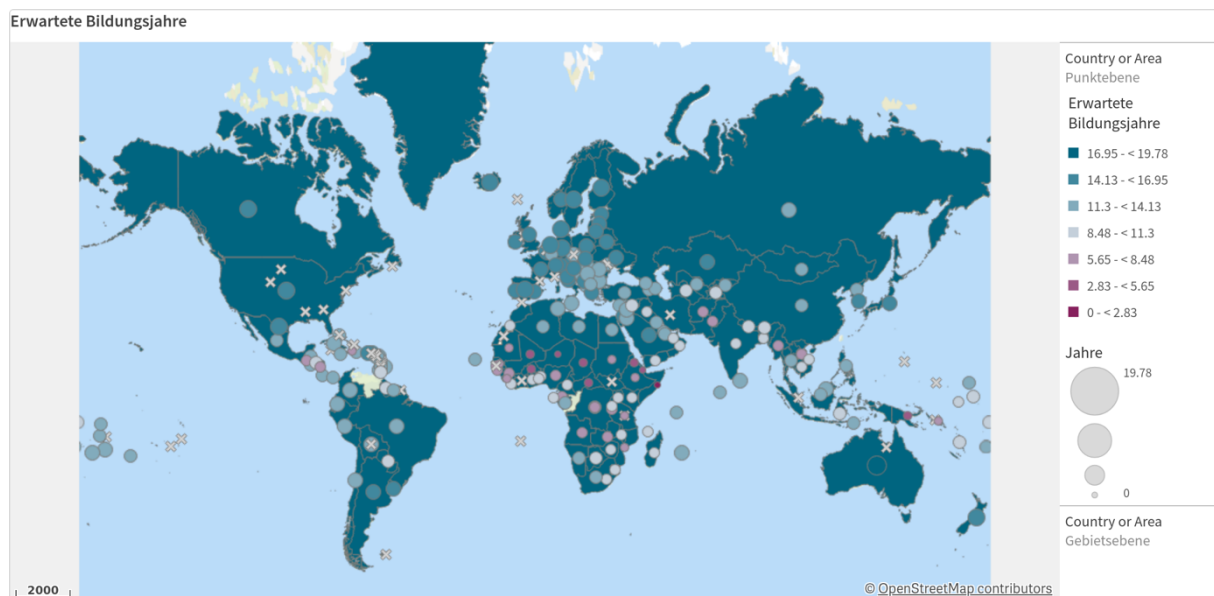 Erwartete Bildungsjahre
Country or Area
Punktebene
Erwartete
Bildungsjahre
16.95 - < 19.78
14.13 - < 16.95
11.3 - < 14.13
8.48 - < 11.3
5.65 - < 8.48
2.83 - < 5.65
0 - < 2.83
Jahre
19.78
0
Country or Area
Gebietsebene
2000
© OpenStreetMap contributors